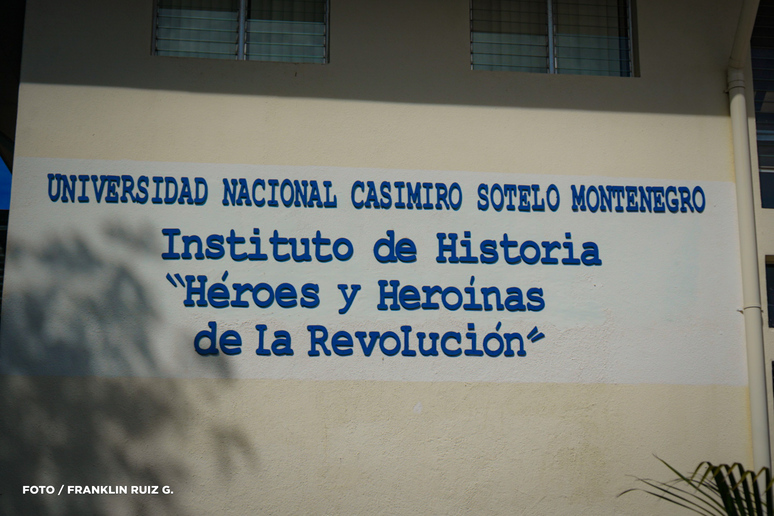 UNIVERSIDAD NACIONAL CASIMIRO SOTELO MONTENEGRO
Instituto de Historia
"Héroes y Heroínas
de la Revolución"
FOTO / FRANKLIN RUIZ G.